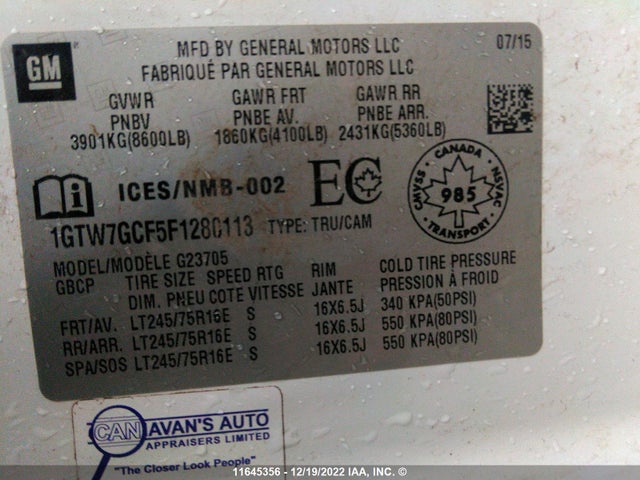 GM
MFD BY GENERAL MOTORS LLC
FABRIQUÉ PAR GENERAL MOTORS LLC
07/15
GVWR GAWR FRT GAWR RR
PNBV PNBE AV. PNBE ARR.
3901KG(8600LB) 1860KG(4100LB) 2431KG(5360LB)
ICES/NMB-002 EC
CANADA CMVSS NSVAC 985 TRANSPORT
1GTW7GCF5F1280113 TYPE: TRU/CAM
MODEL/MODÈLE G23705
GBCP TIRE SIZE SPEED RTG RIM COLD TIRE PRESSURE
DIM. PNEU COTE VITESSE JANTE PRESSION À FROID
FRT/AV. LT245/75R16E S 16X6.5J 340 KPA(50PSI)
RR/ARR. LT245/75R16E S 16X6.5J 550 KPA(80PSI)
SPA/SOS LT245/75R16E S 16X6.5J 550 KPA(80PSI)
CANAVAN'S AUTO
APPRAISERS LIMITED
"The Closer Look People"
11645356 - 12/19/2022 IAA, Inc. ©